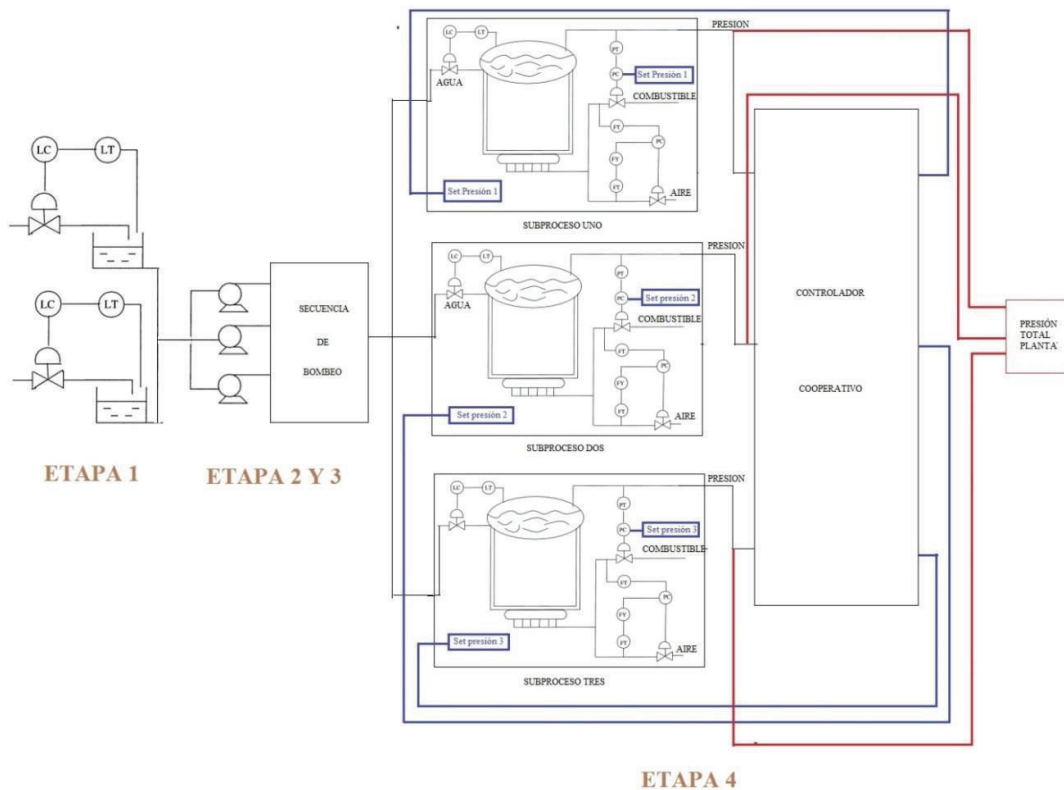 LC
LT
LC
LT
ETAPA 1
SECUENCIA
DE
BOMBEO
ETAPA 2 Y 3
LC
LT
AGUA
PRESION
PT
PC
Set Presión 1
COMBUSTIBLE
FT
PC
FY
FT
AIRE
Set Presión 1
SUBPROCESO UNO
LC
LT
AGUA
PRESION
PT
PC
Set presión 2
COMBUSTIBLE
FT
PC
FY
FT
AIRE
Set presión 2
SUBPROCESO DOS
LC
LT
PRESION
PT
PC
Set presión 3
COMBUSTIBLE
FT
PC
FY
FT
AIRE
Set presión 3
SUBPROCESO TRES
CONTROLADOR
COOPERATIVO
PRESIÓN
TOTAL
PLANTA
ETAPA 4